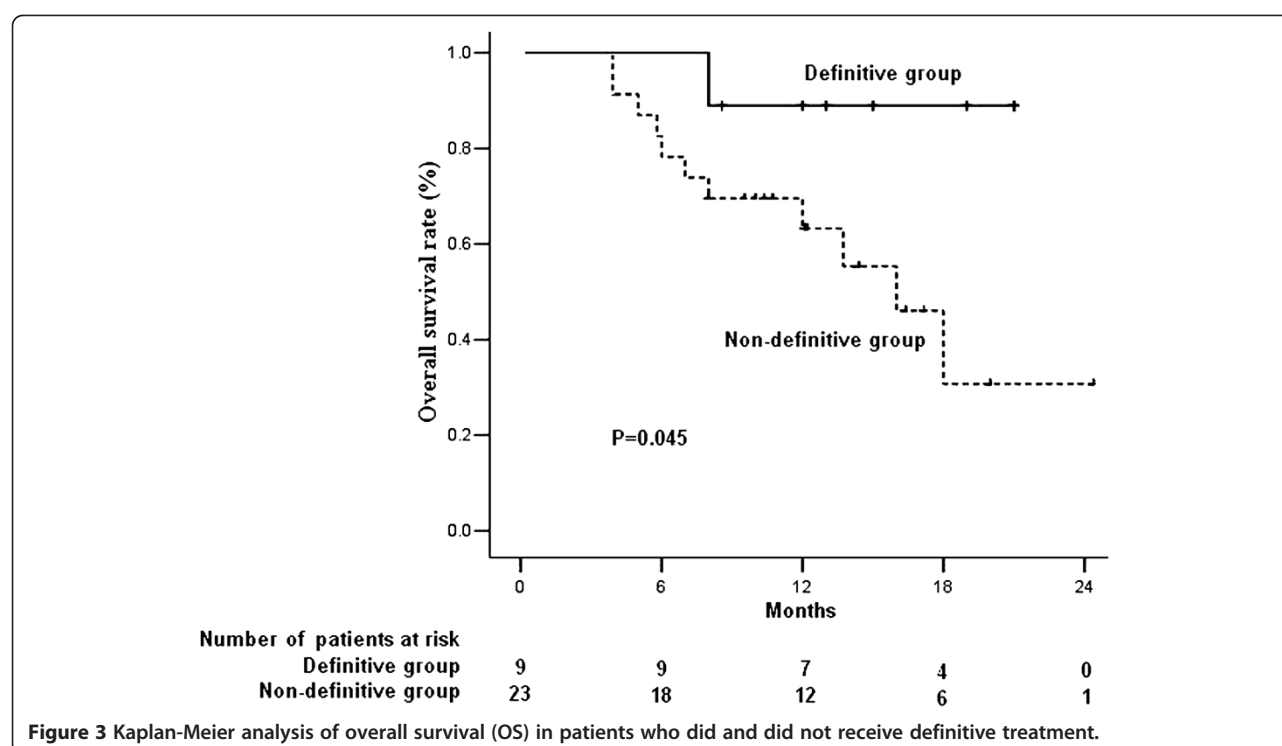 1.0
0.8
0.6
0.4
0.2
0.0
Overall survival rate (%)
Definitive group
Non-definitive group
P=0.045
0 6 12 18 24
Months
Number of patients at risk
Definitive group 9 9 7 4 0
Non-definitive group 23 18 12 6 1
Figure 3 Kaplan-Meier analysis of overall survival (OS) in patients who did and did not receive definitive treatment.